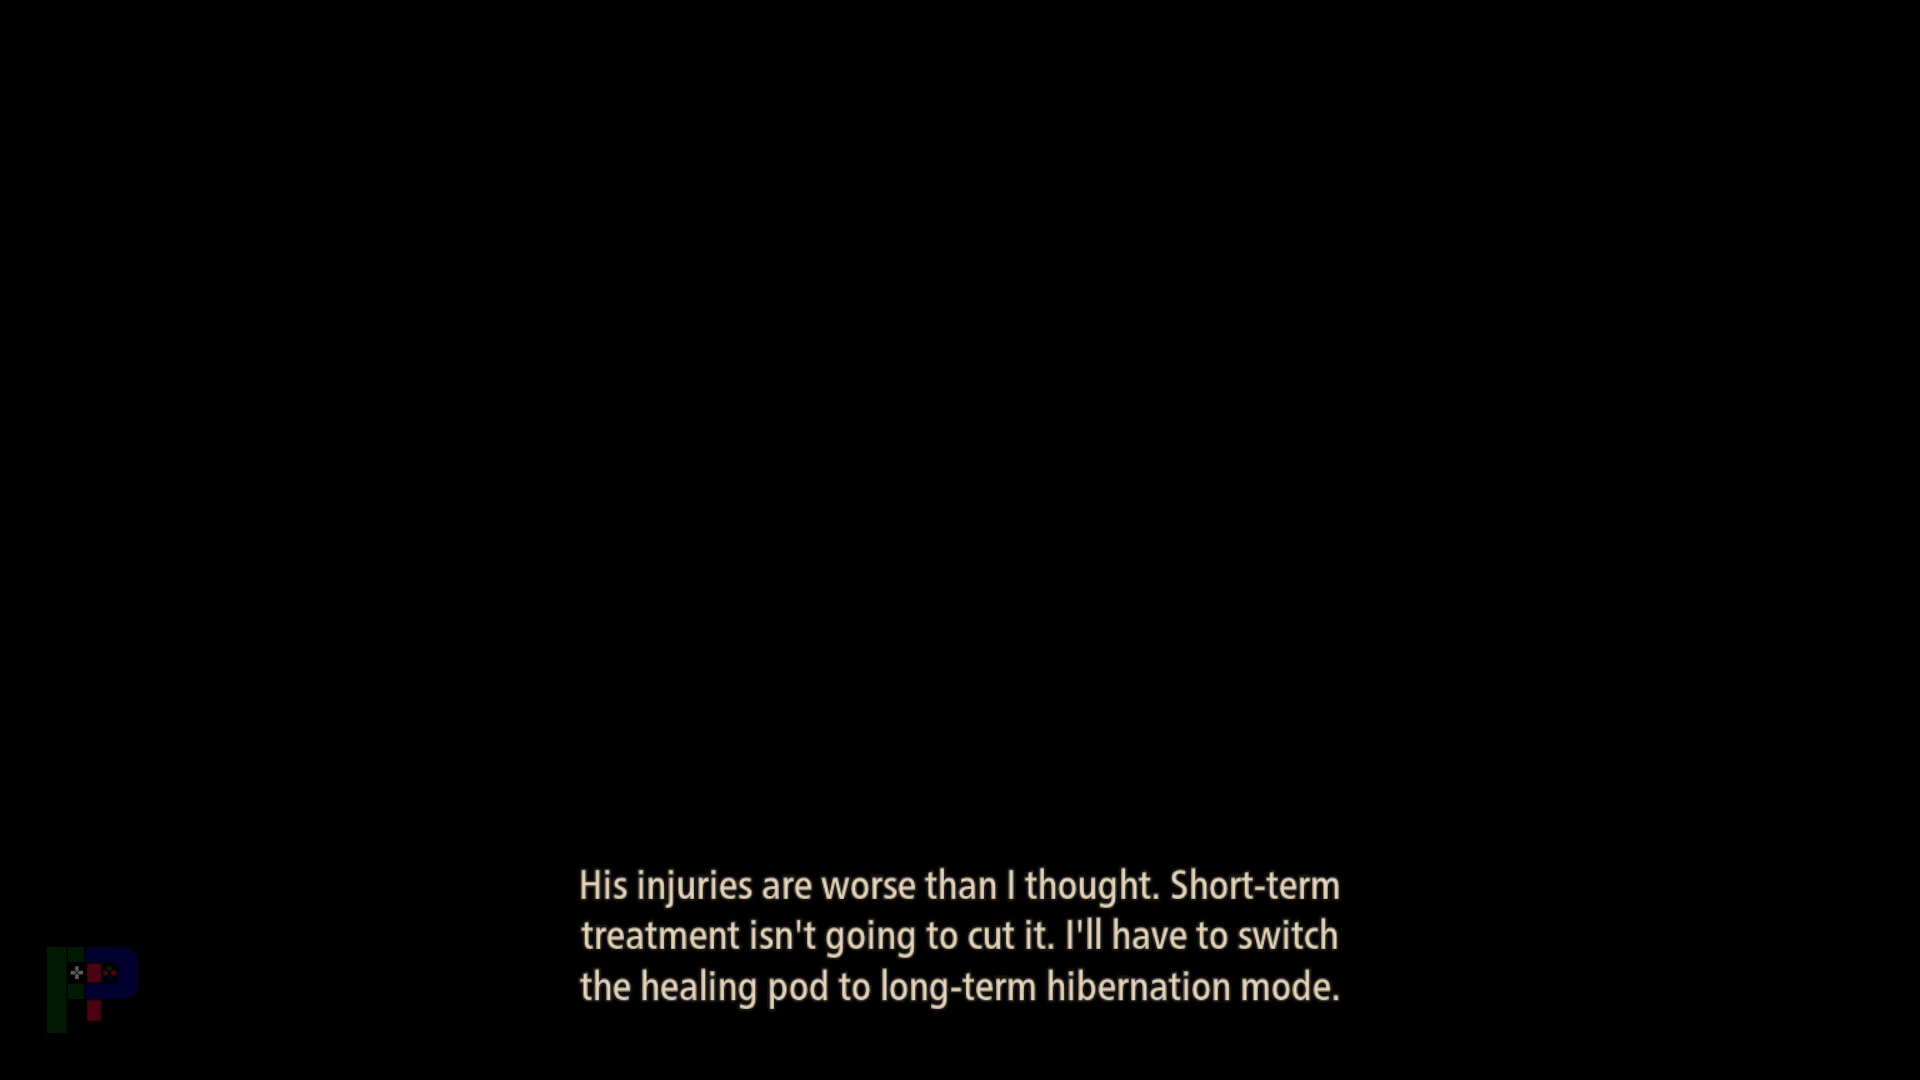 His injuries are worse than I thought. Short-term
treatment isn't going to cut it. I'll have to switch
the healing pod to long-term hibernation mode.